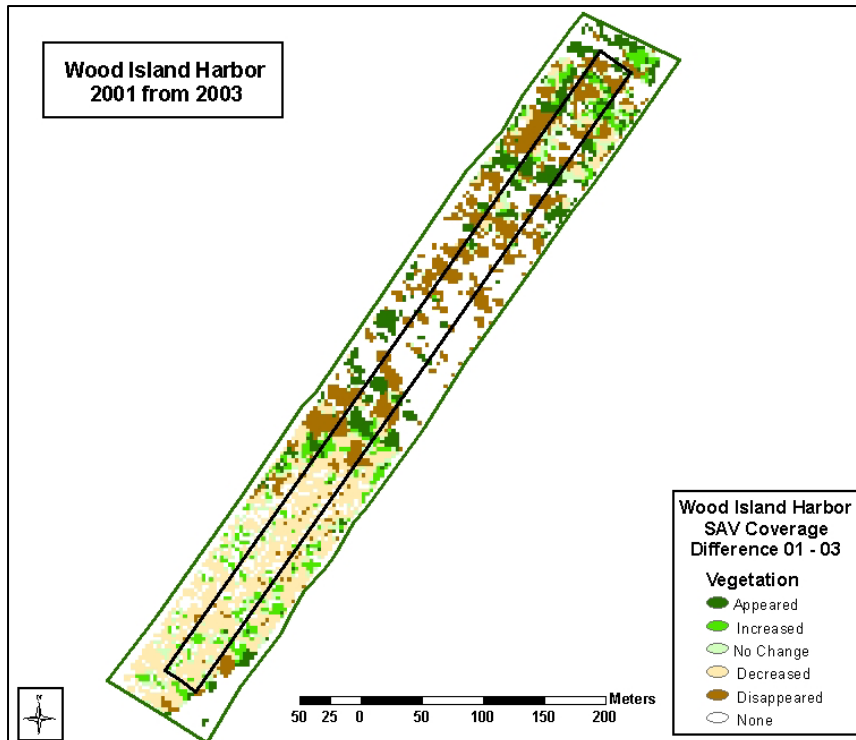 Wood Island Harbor
2001 from 2003
Wood Island Harbor
SAV Coverage
Difference 01 - 03
Vegetation
Appeared
Increased
No Change
Decreased
Disappeared
None
Meters
50 25 0 50 100 150 200